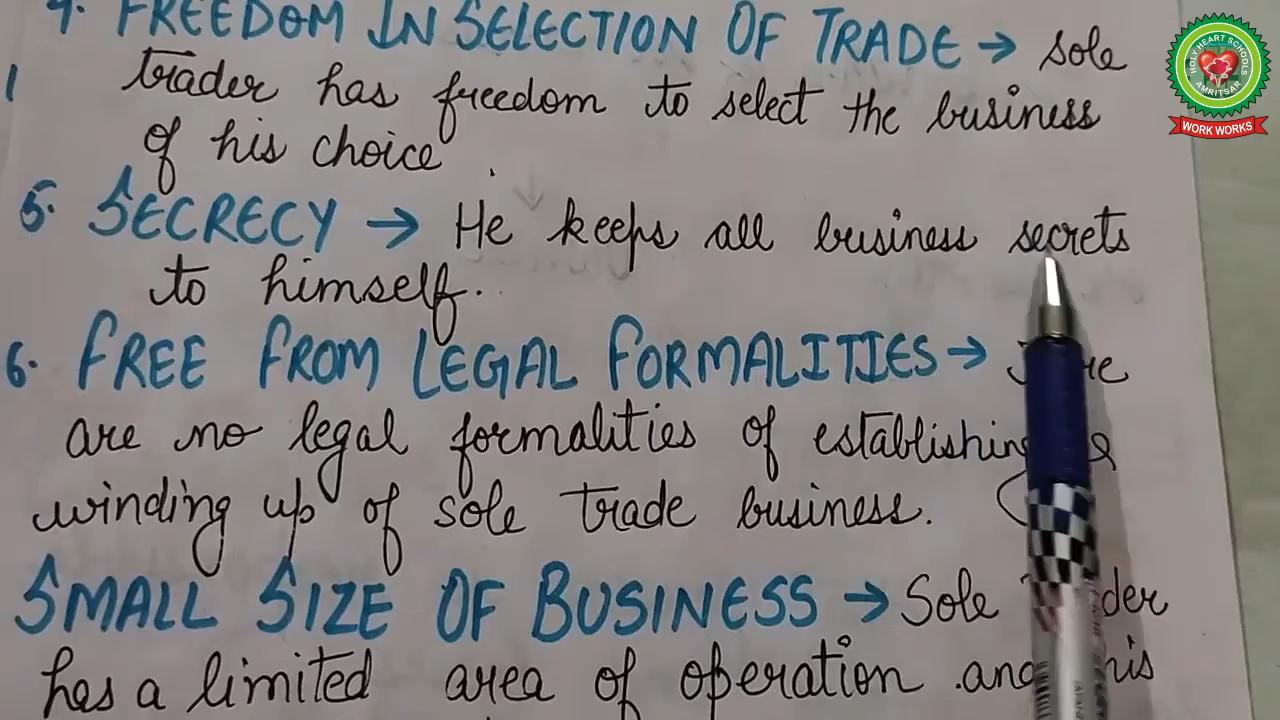 4. FREEDOM IN SELECTION OF TRADE → sole
trader has freedom to select the business
of his choice
5. SECRECY → He keeps all business secrets
to himself.
6. FREE FROM LEGAL FORMALITIES →
are no legal formalities of establishing
winding up of sole trade business.
SMALL SIZE OF BUSINESS → Sole
has a limited area of operation and his
HOLY HEART SCHOOLS
AMRITSAR
WORK WORKS